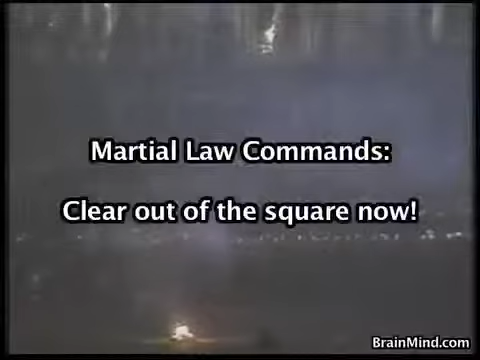 Martial Law Commands:
Clear out of the square now!
BrainMind.com